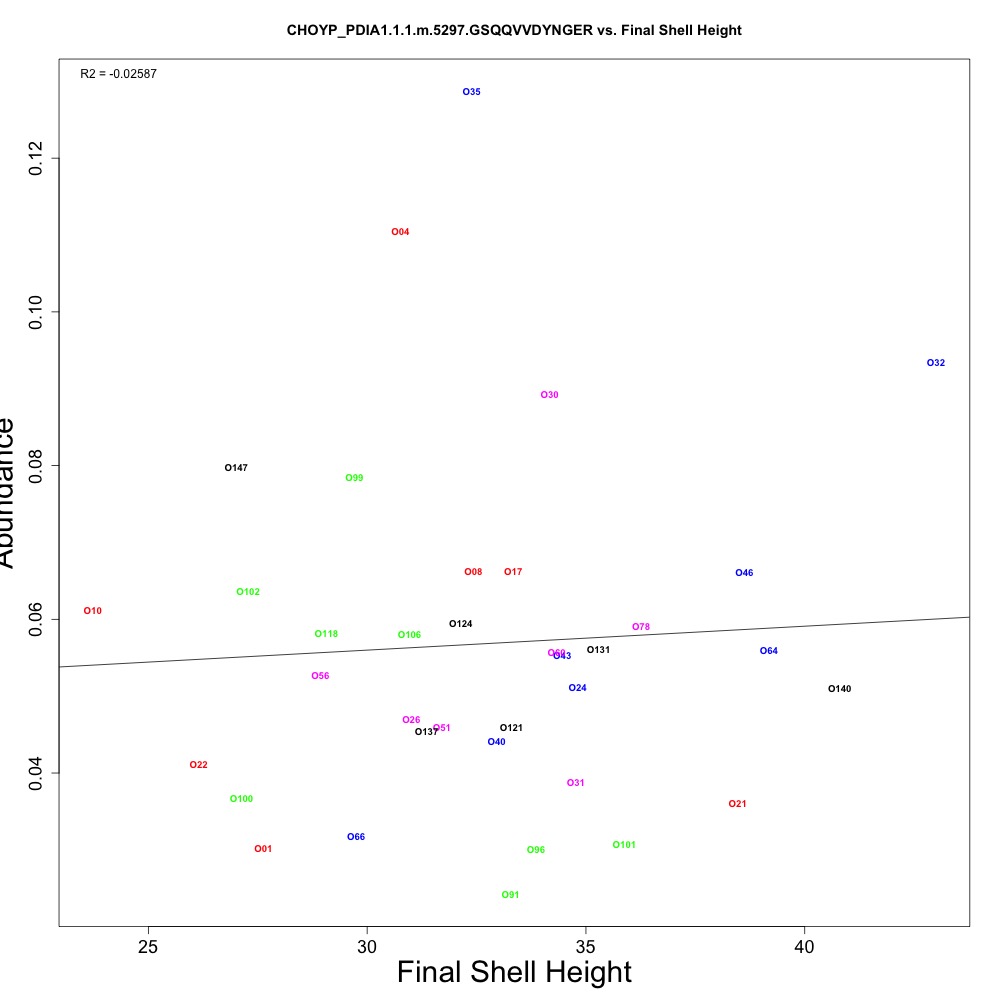 CHOYP_PDIA1.1.1.m.5297.GSQQVVDYNGER vs. Final Shell Height
R2 = -0.02587
O35
0.12
O04
0.10
O32
O30
0.08
O147
O99
O08 O17 O46
O102
O10
0.06
O124
O78
O118 O106
O131 O64
O69
O43
O56
O24 O140
O26
O51
O121
O137
O40
0.04
O22
O31
O100
O21
O66
O101
O01 O96
O91
Abundance
25 30 35 40
Final Shell Height